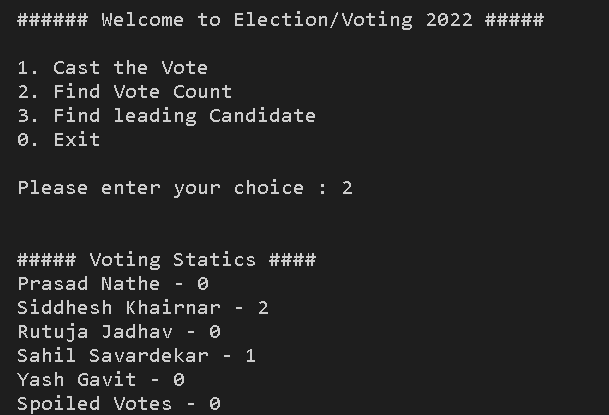 ###### Welcome to Election/Voting 2022 #####
1. Cast the Vote
2. Find Vote Count
3. Find leading Candidate
0. Exit
Please enter your choice : 2
##### Voting Statics ####
Prasad Nathe - 0
Siddhesh Khairnar - 2
Rutuja Jadhav - 0
Sahil Savardekar - 1
Yash Gavit - 0
Spoiled Votes - 0